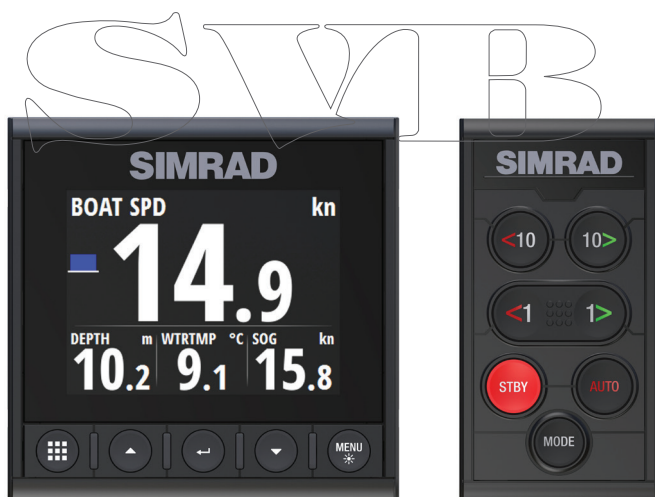 SVB
SIMRAD
BOAT SPD kn
14.9
DEPTH m WTRTMP °C SOG kn
10.2 9.1 15.8
MENU
SIMRAD
<10 10>
<1 1>
STBY AUTO
MODE